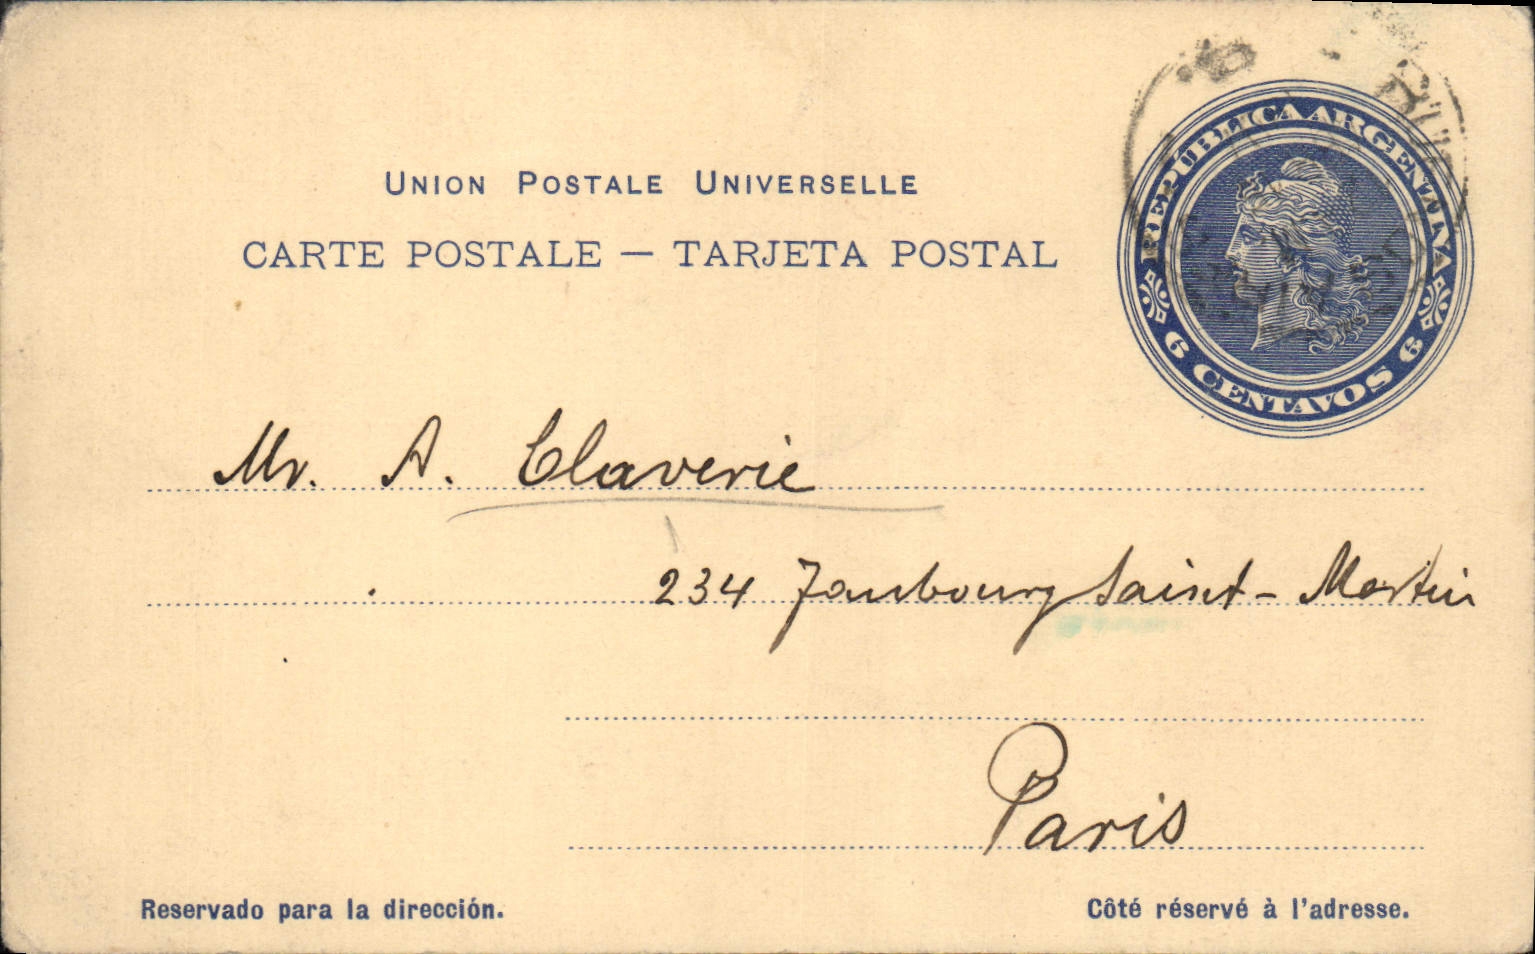 UNION POSTALE UNIVERSELLE
CARTE POSTALE — TARJETA POSTAL
REPÚBLICA ARGENTINA
6 CENTAVOS 6
Mr. A. Claverie
234 Faubourg Saint-Martin
Paris
Reservado para la dirección.
Côté réservé à l'adresse.